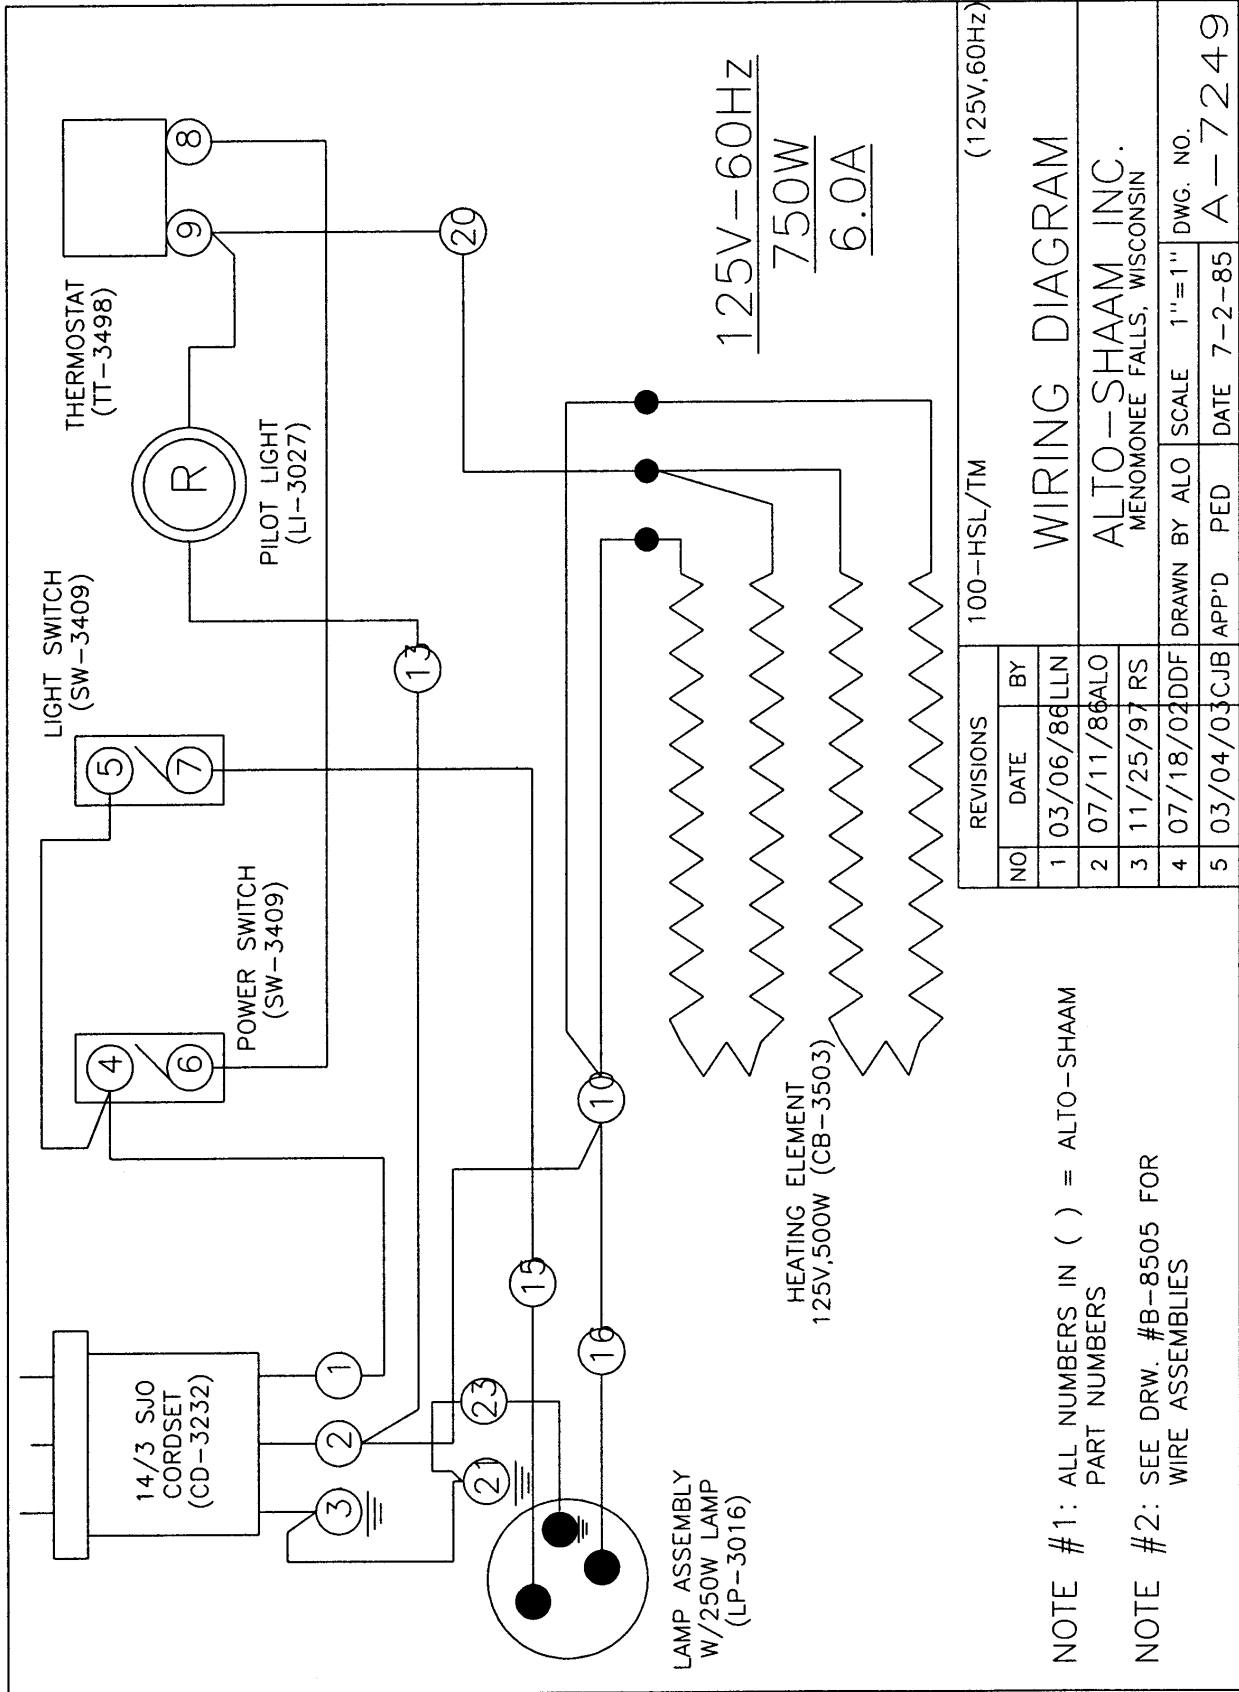 14/3 SJO
CORDSET
(CD-3232)
1
2
3
POWER SWITCH
(SW-3409)
4
6
LIGHT SWITCH
(SW-3409)
5
7
THERMOSTAT
(TT-3498)
9
8
R
PILOT LIGHT
(LI-3027)
13
20
21
23
15
16
10
LAMP ASSEMBLY
W/250W LAMP
(LP-3016)
HEATING ELEMENT
125V,500W (CB-3503)
125V-60Hz
750W
6.0A
NOTE #1: ALL NUMBERS IN ( ) = ALTO-SHAAM
PART NUMBERS
NOTE #2: SEE DRW. #B-8505 FOR
WIRE ASSEMBLIES
REVISIONS
NO DATE BY
1 03/06/86 LLN
2 07/11/86 ALO
3 11/25/97 RS
4 07/18/02 DDF
5 03/04/03 CJB
100-HSL/TM (125V,60Hz)
WIRING DIAGRAM
ALTO-SHAAM INC.
MENOMONEE FALLS, WISCONSIN
DRAWN BY ALO SCALE 1"=1" DWG. NO.
APP'D PED DATE 7-2-85 A-7249